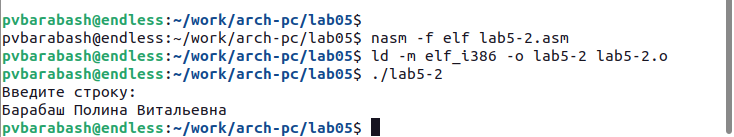 pvbarabash@endless:~/work/arch-pc/lab05$
pvbarabash@endless:~/work/arch-pc/lab05$ nasm -f elf lab5-2.asm
pvbarabash@endless:~/work/arch-pc/lab05$ ld -m elf_i386 -o lab5-2 lab5-2.o
pvbarabash@endless:~/work/arch-pc/lab05$ ./lab5-2
Введите строку:
Барабаш Полина Витальевна
pvbarabash@endless:~/work/arch-pc/lab05$